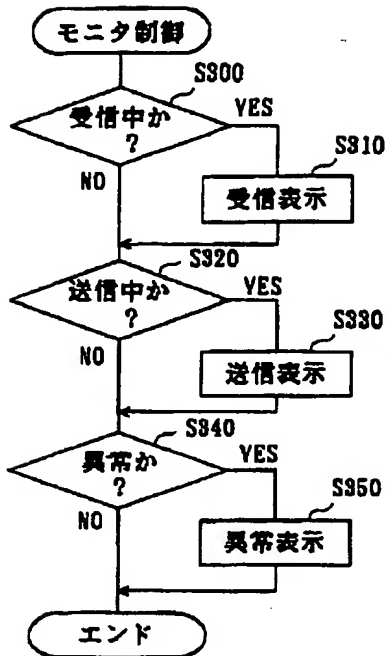 モニタ制御
S300
受信中か
?
YES
NO
S310
受信表示
S320
送信中か
?
YES
NO
S330
送信表示
S340
異常か
?
YES
NO
S350
異常表示
エンド